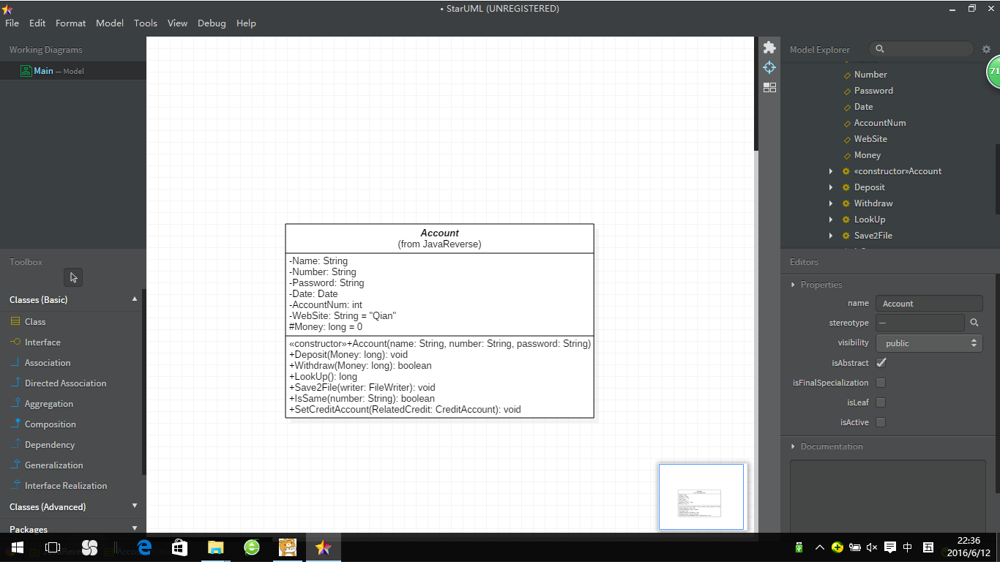 • StarUML (UNREGISTERED)
File Edit Format Model Tools View Debug Help
Working Diagrams
Main — Model
Toolbox
Classes (Basic)
Class
Interface
Association
Directed Association
Aggregation
Composition
Dependency
Generalization
Interface Realization
Classes (Advanced)
Packages
Account
(from JavaReverse)
-Name: String
-Number: String
-Password: String
-Date: Date
-AccountNum: int
-WebSite: String = "Qian"
#Money: long = 0
«constructor»+Account(name: String, number: String, password: String)
+Deposit(Money: long): void
+Withdraw(Money: long): boolean
+LookUp(): long
+Save2File(writer: FileWriter): void
+IsSame(number: String): boolean
+SetCreditAccount(RelatedCredit: CreditAccount): void
Model Explorer
71
Number
Password
Date
AccountNum
WebSite
Money
«constructor»Account
Deposit
Withdraw
LookUp
Save2File
Editors
Properties
name Account
stereotype —
visibility public
isAbstract
isFinalSpecialization
isLeaf
isActive
Documentation
中
五
22:36
2016/6/12